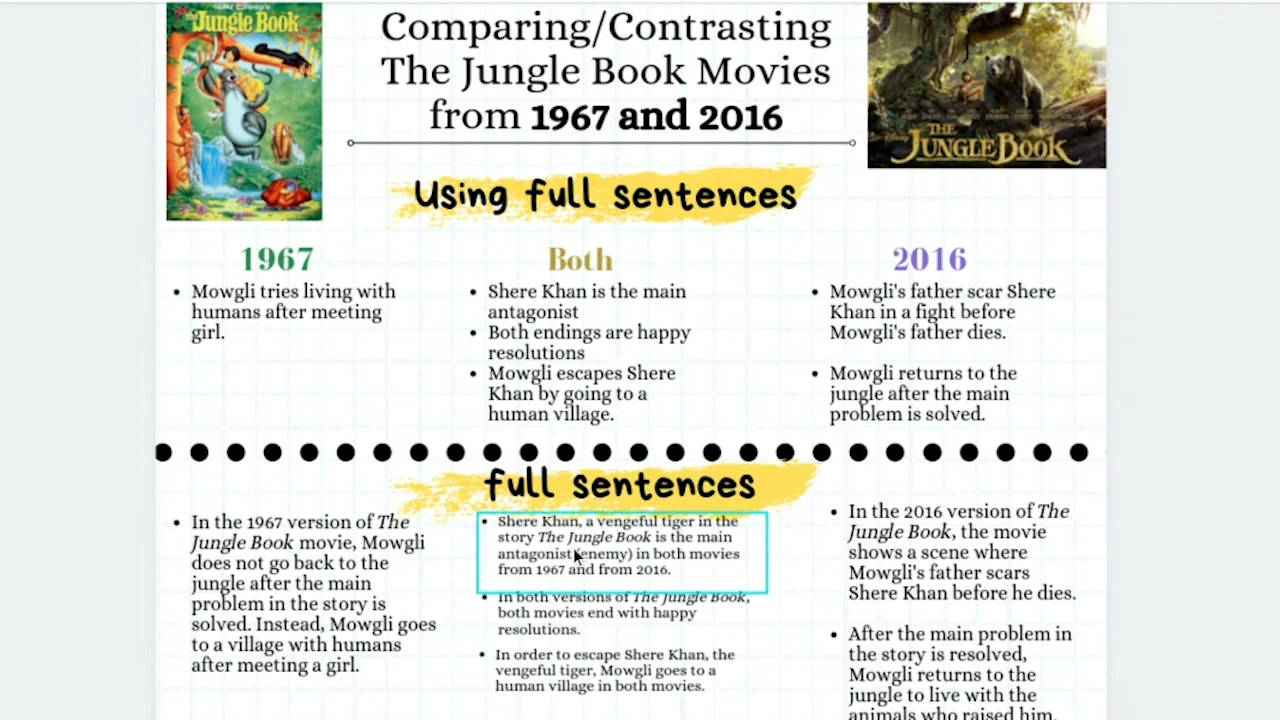 WALT DISNEY'S
The Jungle Book
Comparing/Contrasting
The Jungle Book Movies
from 1967 and 2016
Disney
THE
JUNGLE BOOK
Using full sentences
1967
Mowgli tries living with
humans after meeting
girl.
Both
Shere Khan is the main
antagonist
Both endings are happy
resolutions
Mowgli escapes Shere
Khan by going to a
human village.
2016
Mowgli's father scar Shere
Khan in a fight before
Mowgli's father dies.
Mowgli returns to the
jungle after the main
problem is solved.
full sentences
In the 1967 version of The
Jungle Book movie, Mowgli
does not go back to the
jungle after the main
problem in the story is
solved. Instead, Mowgli goes
to a village with humans
after meeting a girl.
Shere Khan, a vengeful tiger in the
story The Jungle Book is the main
antagonist (enemy) in both movies
from 1967 and from 2016.
In both versions of The Jungle Book,
both movies end with happy
resolutions.
In order to escape Shere Khan, the
vengeful tiger, Mowgli goes to a
human village in both movies.
In the 2016 version of The
Jungle Book, the movie
shows a scene where
Mowgli's father scars
Shere Khan before he dies.
After the main problem in
the story is resolved,
Mowgli returns to the
jungle to live with the
animals who raised him.